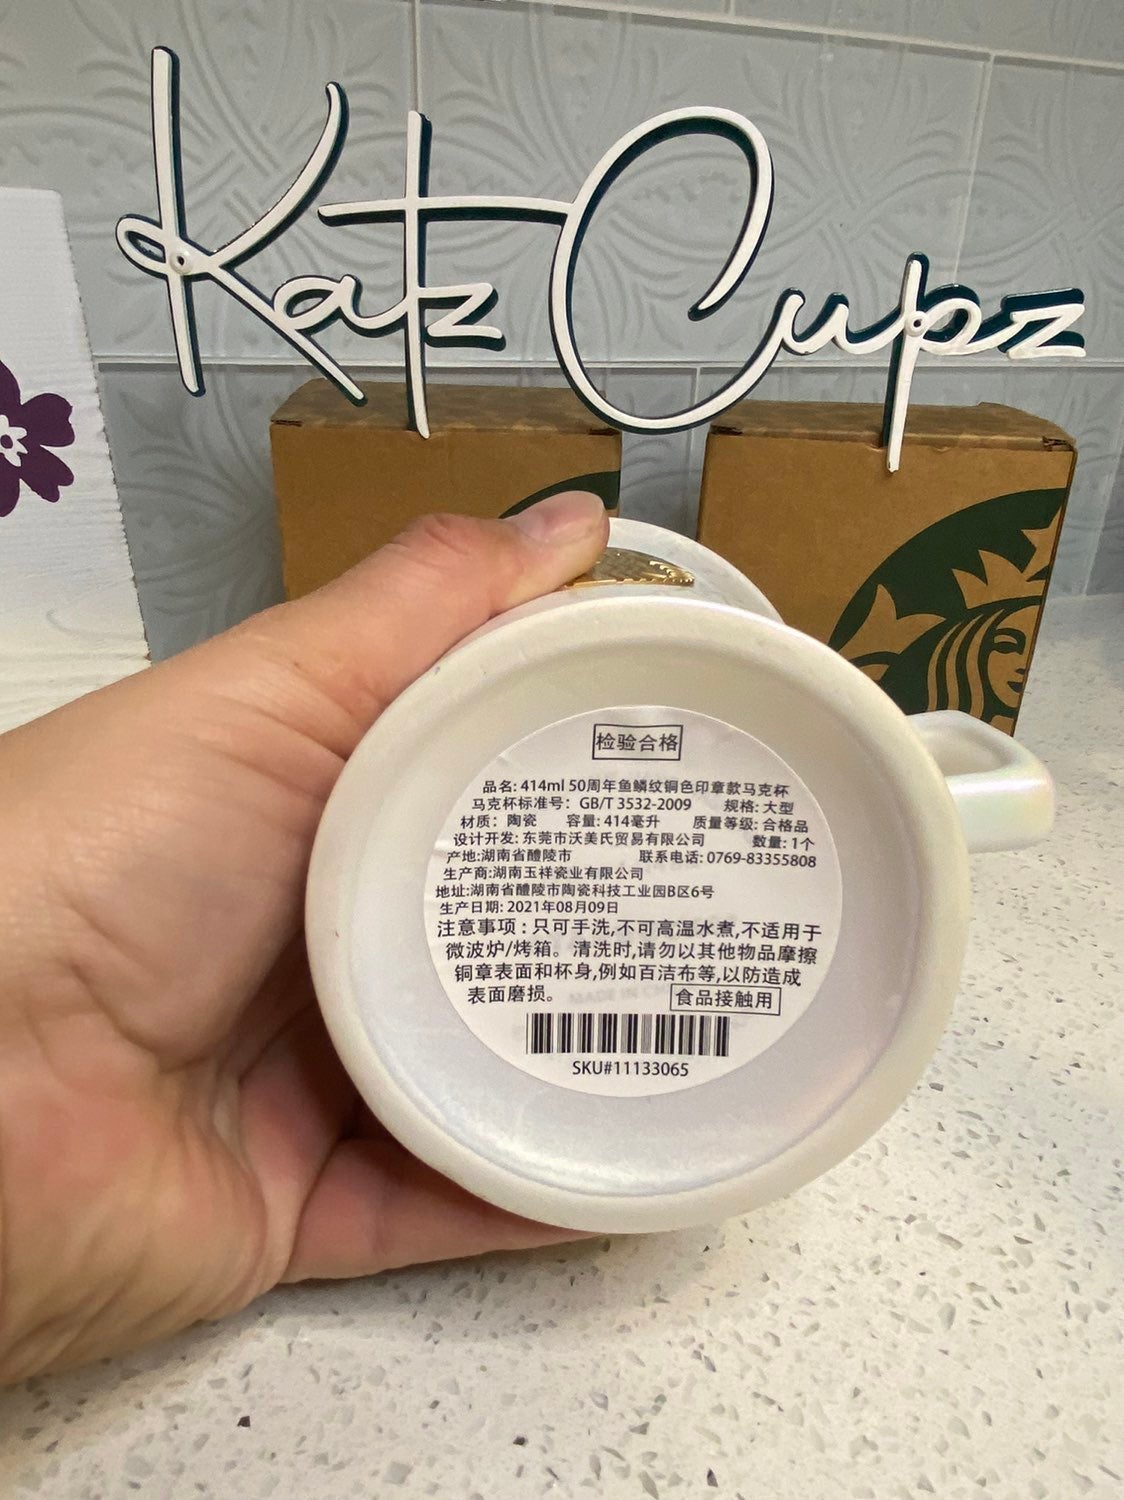 Katz Cupz
检验合格
品名: 414ml 50周年鱼鳞纹铜色印章款马克杯
马克杯标准号: GB/T 3532-2009 规格: 大型
材质: 陶瓷 容量: 414毫升 质量等级: 合格品
设计开发: 东莞市沃美氏贸易有限公司 数量: 1个
产地:湖南省醴陵市 联系电话: 0769-83355808
生产商:湖南玉祥瓷业有限公司
地址:湖南省醴陵市陶瓷科技工业园B区6号
生产日期: 2021年08月09日
注意事项：只可手洗,不可高温水煮,不适用于
微波炉/烤箱。清洗时,请勿以其他物品摩擦
铜章表面和杯身,例如百洁布等,以防造成
表面磨损。 食品接触用
SKU#11133065